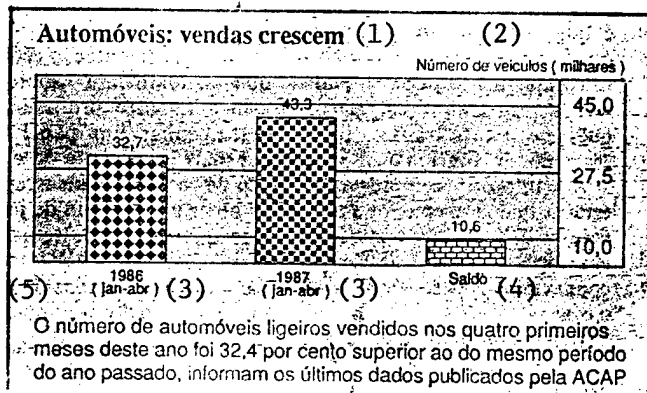 Automóveis: vendas crescem (1) (2)
Número de veículos ( milhares )
45,0
43,3
32,7
27,5
10,6
10,0
1986 1987 Saldo
(5) ( jan-abr ) (3) ( jan-abr ) (3) (4)
O número de automóveis ligeiros vendidos nos quatro primeiros
meses deste ano foi 32,4 por cento superior ao do mesmo período
do ano passado, informam os últimos dados publicados pela ACAP